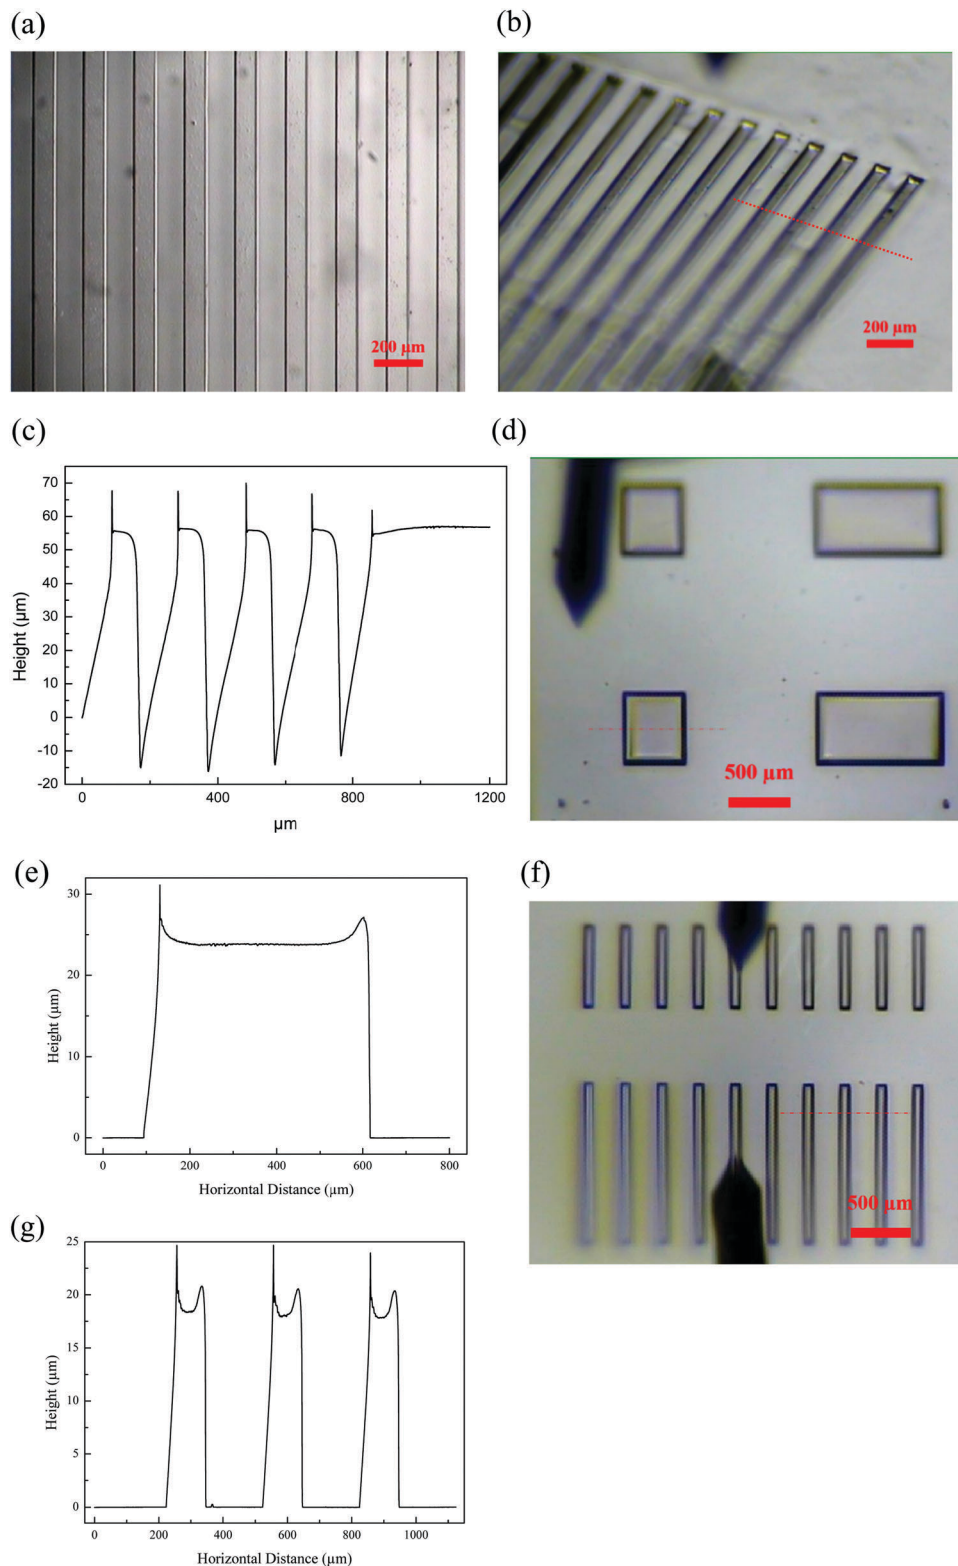 (a)
(b)
200 µm
200 µm
(c)
(d)
70
60
50
40
30
20
10
0
-10
-20
Height (µm)
0
400
800
1200
µm
500 µm
(e)
(f)
30
20
10
0
Height (µm)
0
200
400
600
800
Horizontal Distance (µm)
500 µm
(g)
25
20
15
10
5
0
Height (µm)
0
200
400
600
800
1000
Horizontal Distance (µm)